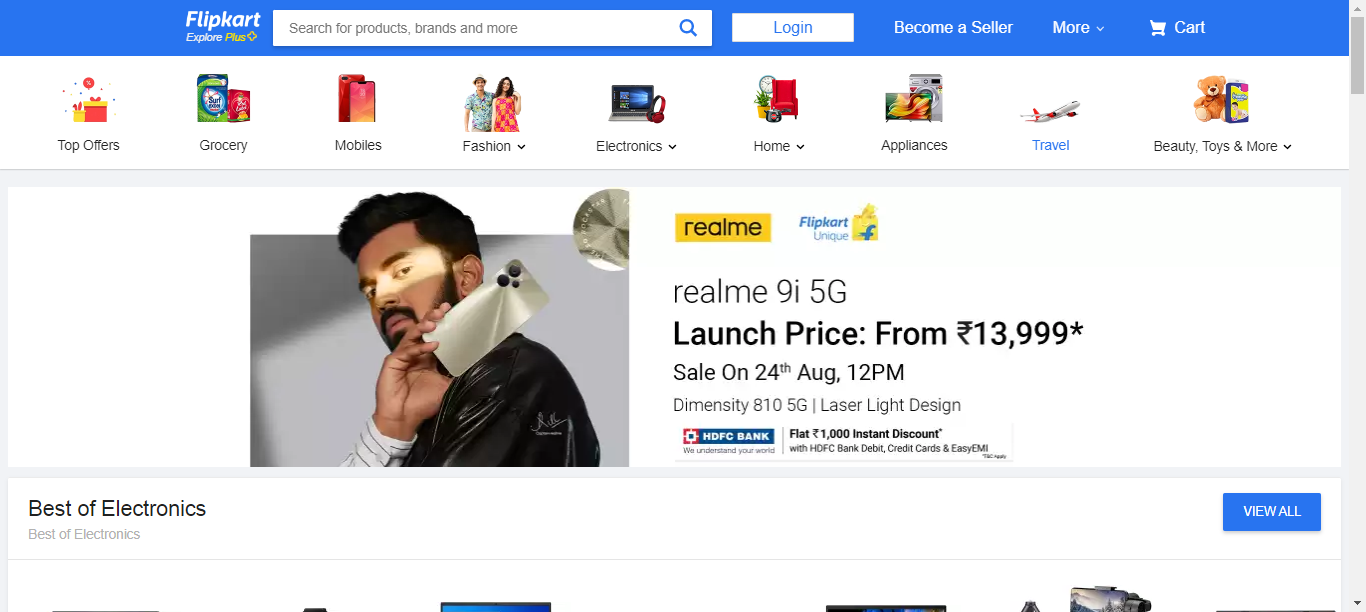 Flipkart
Explore Plus
Search for products, brands and more
Login
Become a Seller
More
Cart
Top Offers
Grocery
Mobiles
Fashion
Electronics
Home
Appliances
Travel
Beauty, Toys & More
realme
Flipkart
Unique
realme 9i 5G
Launch Price: From ₹13,999*
Sale On 24th Aug, 12PM
Dimensity 810 5G | Laser Light Design
HDFC BANK
We understand your world
Flat ₹1,000 Instant Discount*
with HDFC Bank Debit, Credit Cards & EasyEMI
*T&C Apply
Best of Electronics
VIEW ALL
Best of Electronics